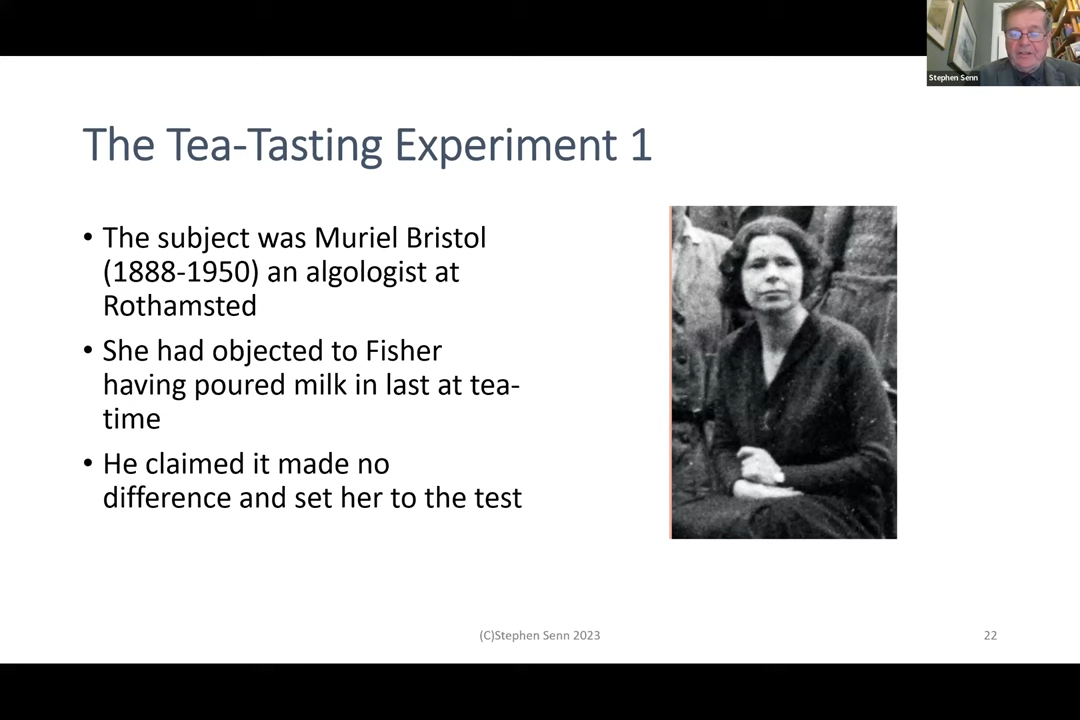 Stephen Senn
The Tea-Tasting Experiment 1
• The subject was Muriel Bristol
(1888-1950) an algologist at
Rothamsted
• She had objected to Fisher
having poured milk in last at tea-
time
• He claimed it made no
difference and set her to the test
(C)Stephen Senn 2023
22